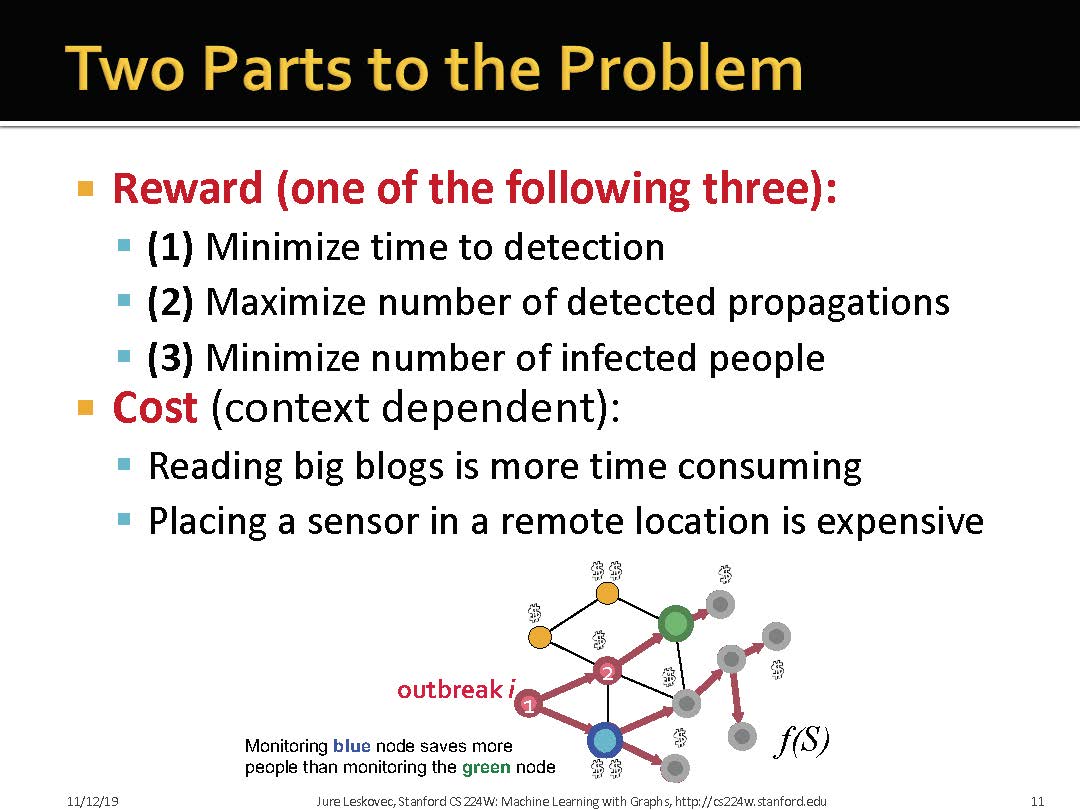 Two Parts to the Problem
Reward (one of the following three):
(1) Minimize time to detection
(2) Maximize number of detected propagations
(3) Minimize number of infected people
Cost (context dependent):
Reading big blogs is more time consuming
Placing a sensor in a remote location is expensive
$$
$
$
$
2
$
$
outbreak i
1
$
f(S)
Monitoring blue node saves more
people than monitoring the green node
$$
11/12/19
Jure Leskovec, Stanford CS224W: Machine Learning with Graphs, http://cs224w.stanford.edu
11